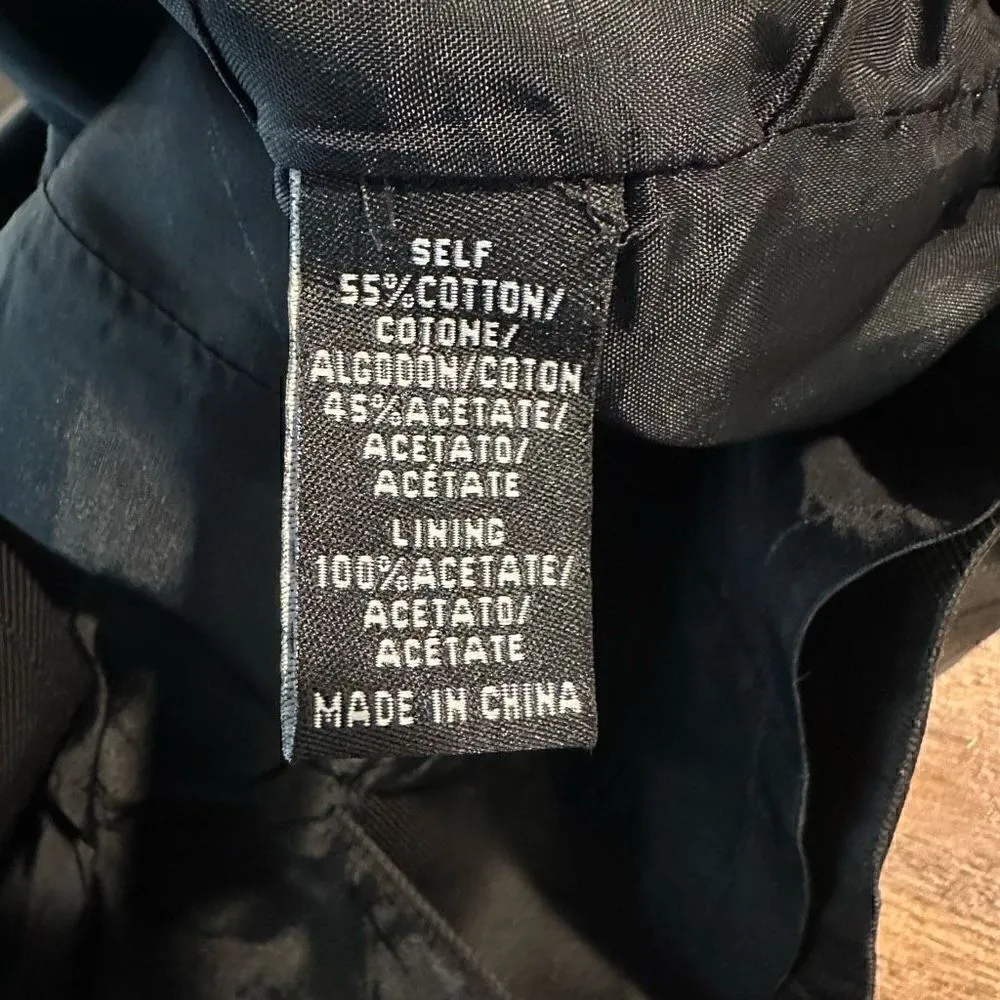 SELF
55%COTTON/
COTONE/
ALGODÓN/COTON
45%ACETATE/
ACETATO/
ACÉTATE
LINING
100%ACETATE/
ACETATO/
ACÉTATE
MADE IN CHINA